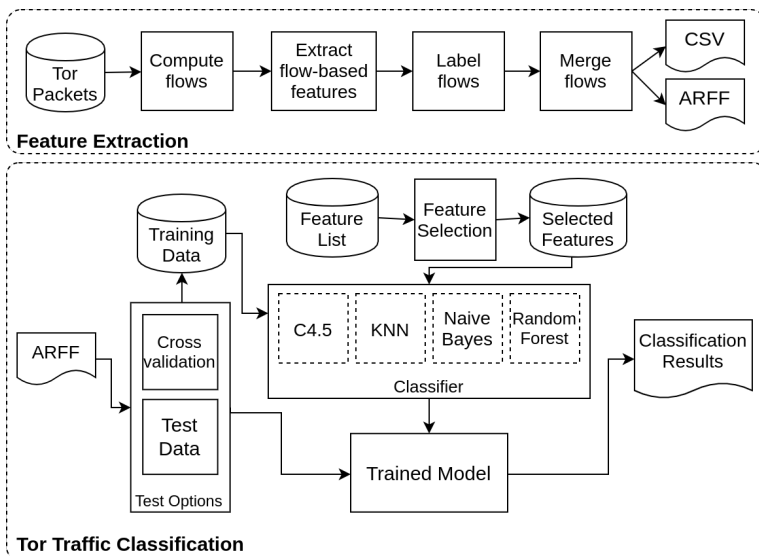 Tor
Packets
Compute
flows
Extract
flow-based
features
Label
flows
Merge
flows
CSV
ARFF
Feature Extraction
Training
Data
Feature
List
Feature
Selection
Selected
Features
ARFF
Cross
validation
Test
Data
Test Options
C4.5
KNN
Naive
Bayes
Random
Forest
Classifier
Trained Model
Classification
Results
Tor Traffic Classification